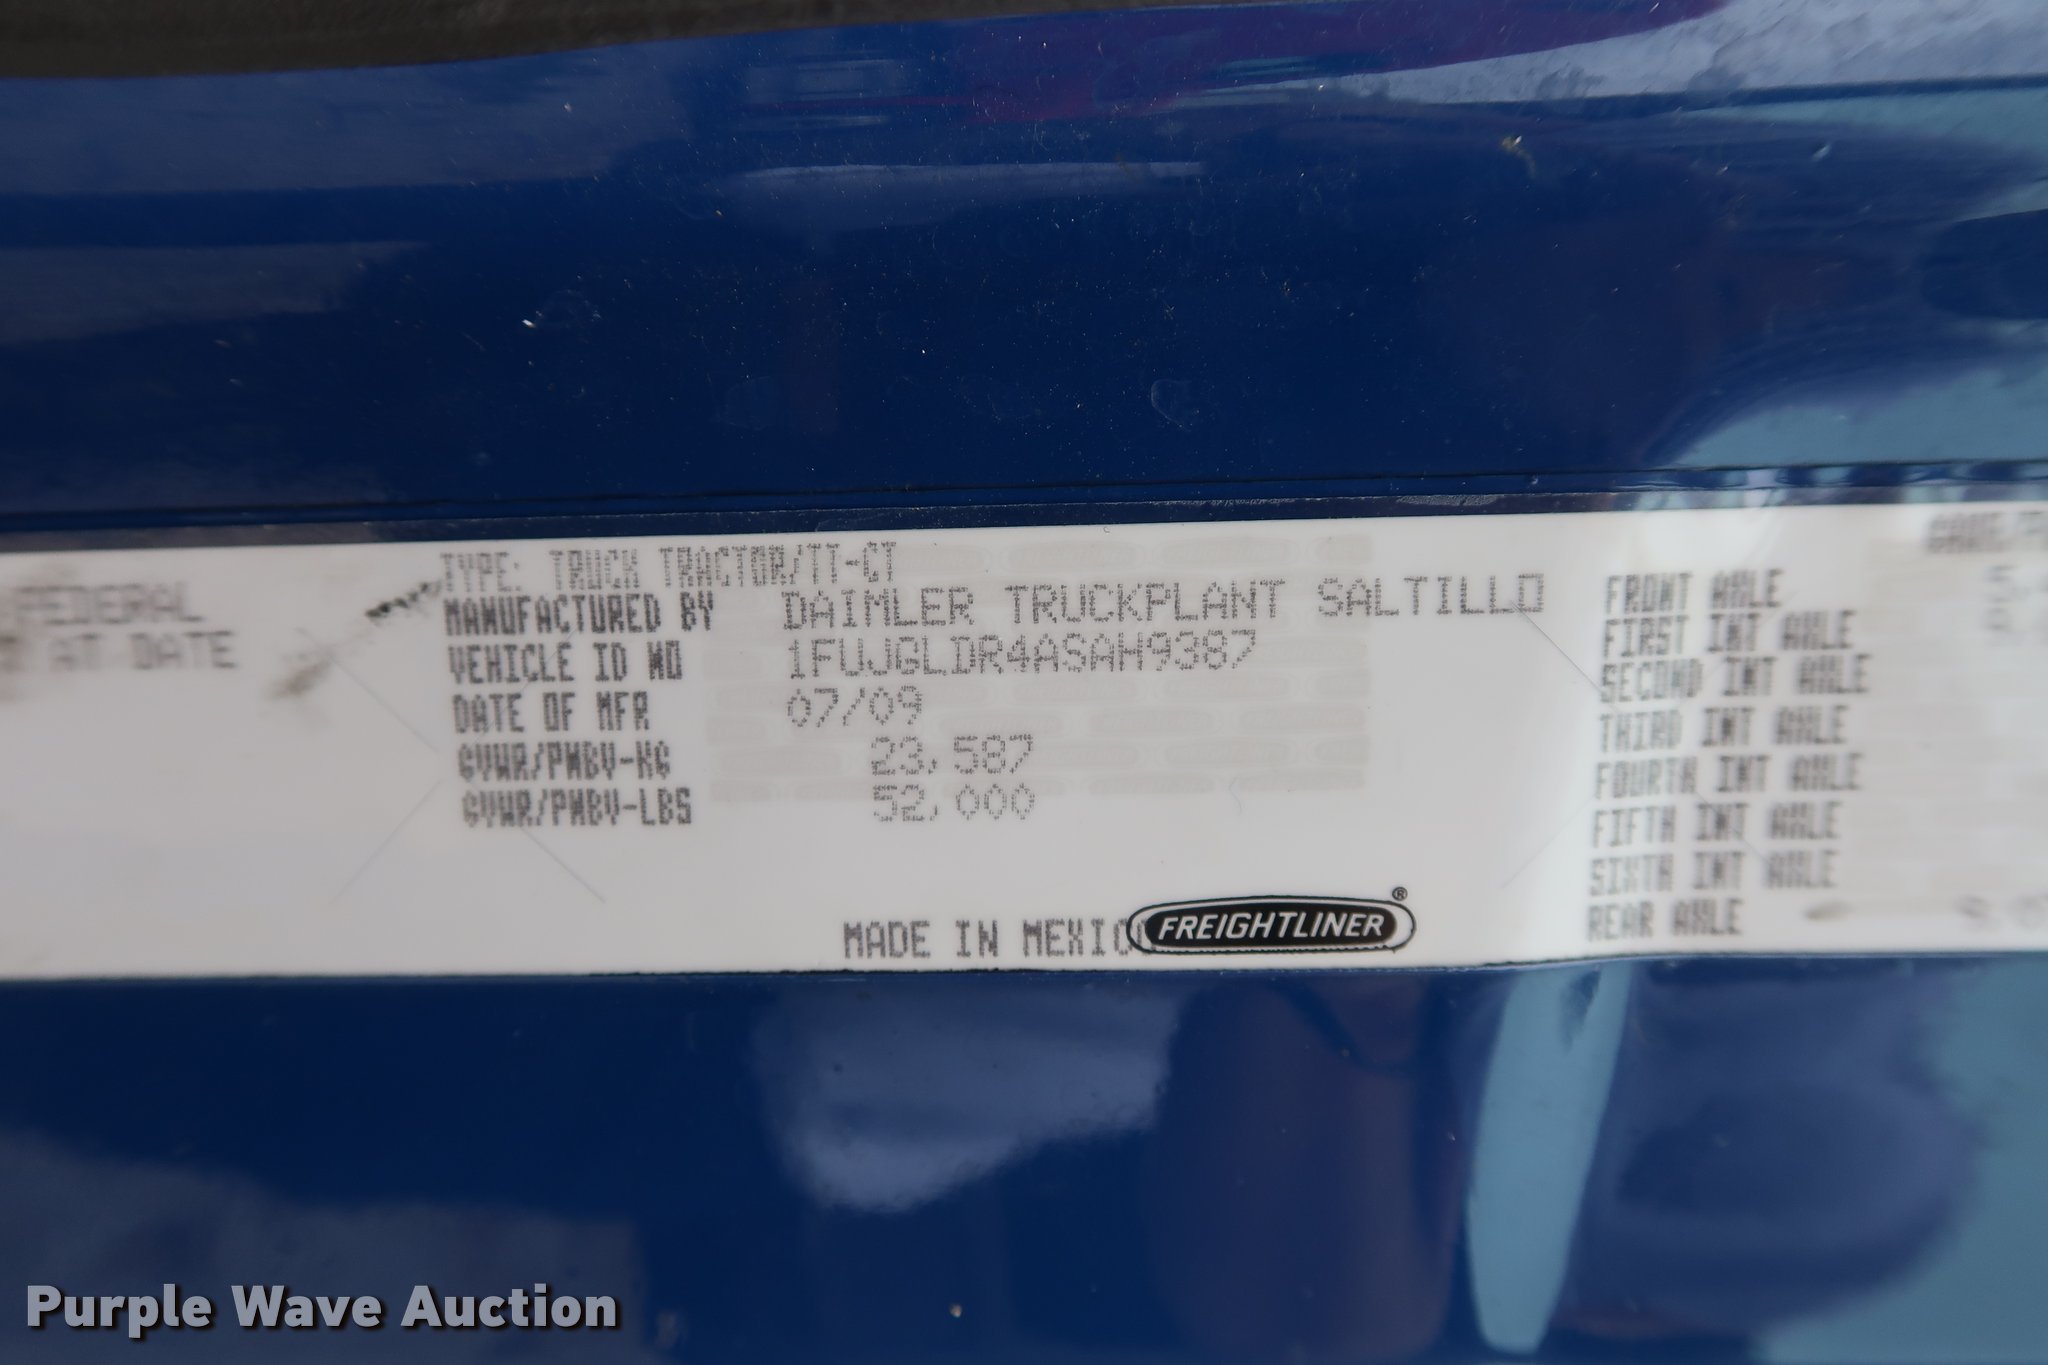 TYPE: TRUCK TRACTOR
FEDERAL
AT DATE
MANUFACTURED BY DAIMLER TRUCKPLANT SALTILLO
VEHICLE ID NO 1FUJGLDR4ASAH9387
DATE OF MFR 07/09
GVWR/PNBV-KG 23,587
GVWR/PNBV-LBS 52,000
MADE IN MEXICO
FREIGHTLINER®
FRONT AXLE
FIRST INT AXLE
SECOND INT AXLE
THIRD INT AXLE
FOURTH INT AXLE
FIFTH INT AXLE
SIXTH INT AXLE
REAR AXLE
Purple Wave Auction